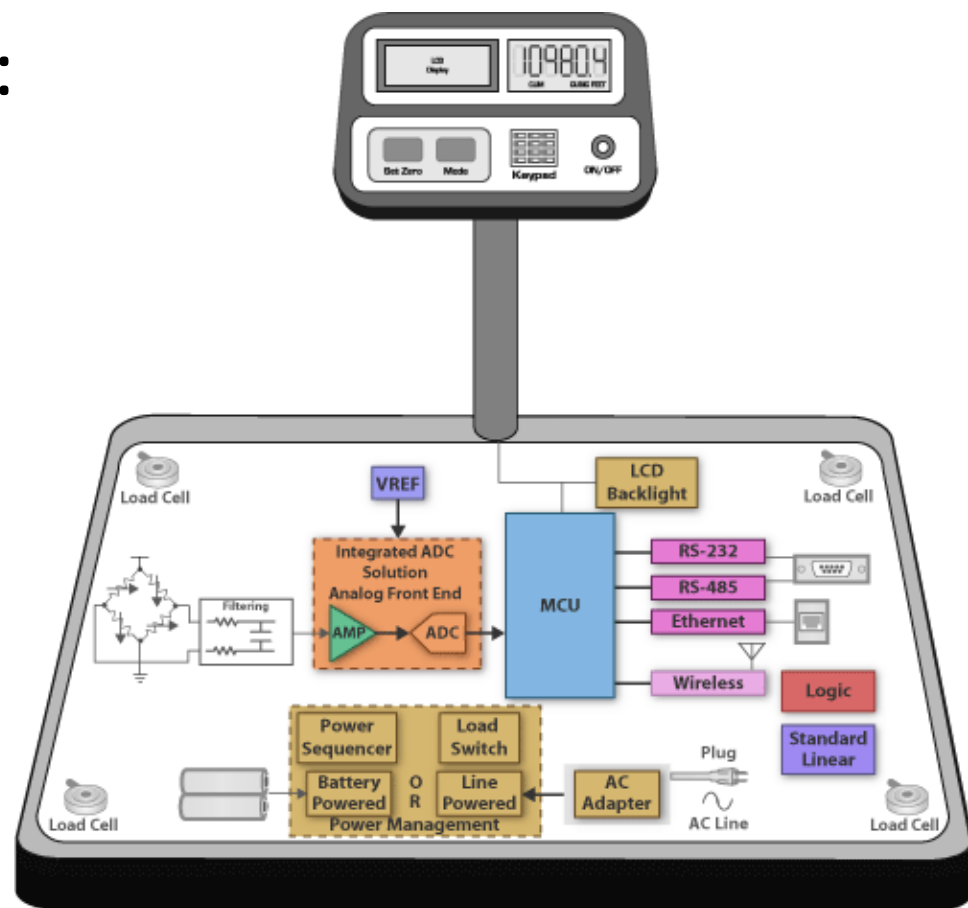 :
LCD
Display
10980.4
CUM
CUBIC FEET
Set Zero
Mode
Keypad
ON/OFF
Load Cell
Load Cell
VREF
LCD
Backlight
Integrated ADC
Solution
Analog Front End
AMP
ADC
MCU
RS-232
RS-485
Ethernet
Wireless
Filtering
Logic
Standard
Linear
Power
Sequencer
Load
Switch
Battery
Powered
O
R
Line
Powered
Power Management
AC
Adapter
Plug
AC Line
Load Cell
Load Cell